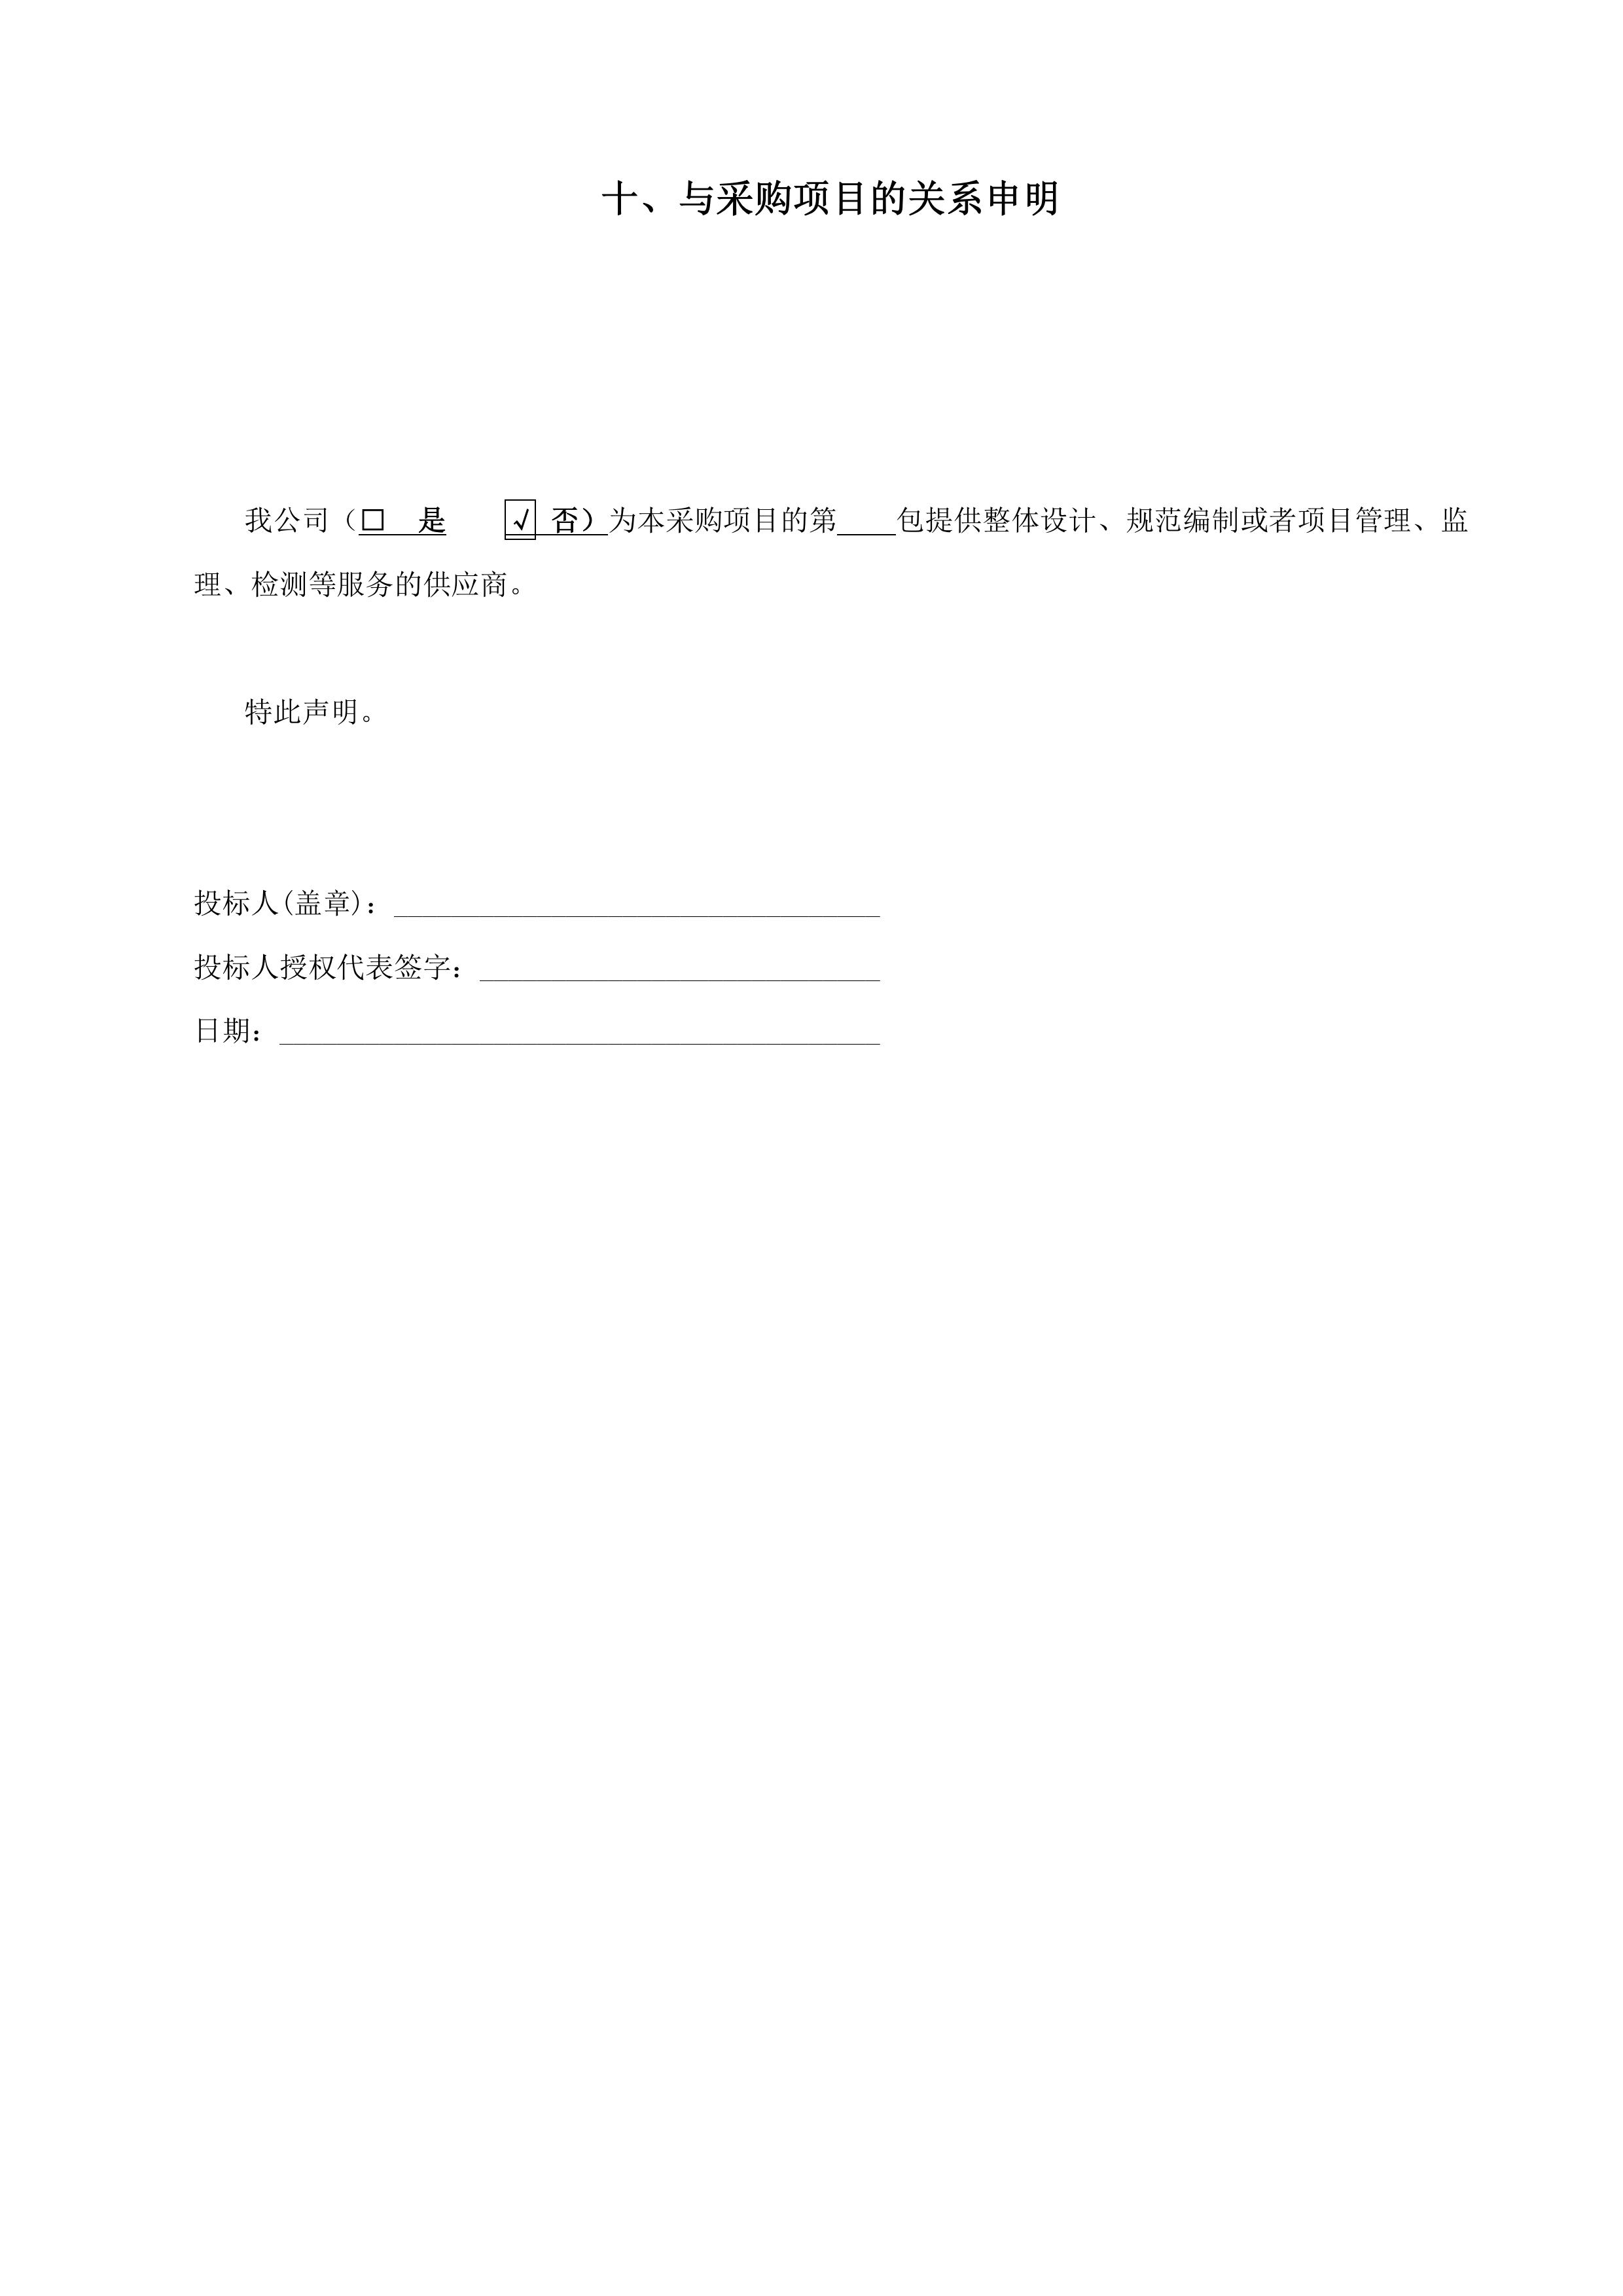 十、与采购项目的关系申明
我公司（□ 是 ☑ 否）为本采购项目的第____包提供整体设计、规范编制或者项目管理、监
理、检测等服务的供应商。
特此声明。
投标人(盖章)：__________________________________
投标人授权代表签字：____________________________
日期：__________________________________________